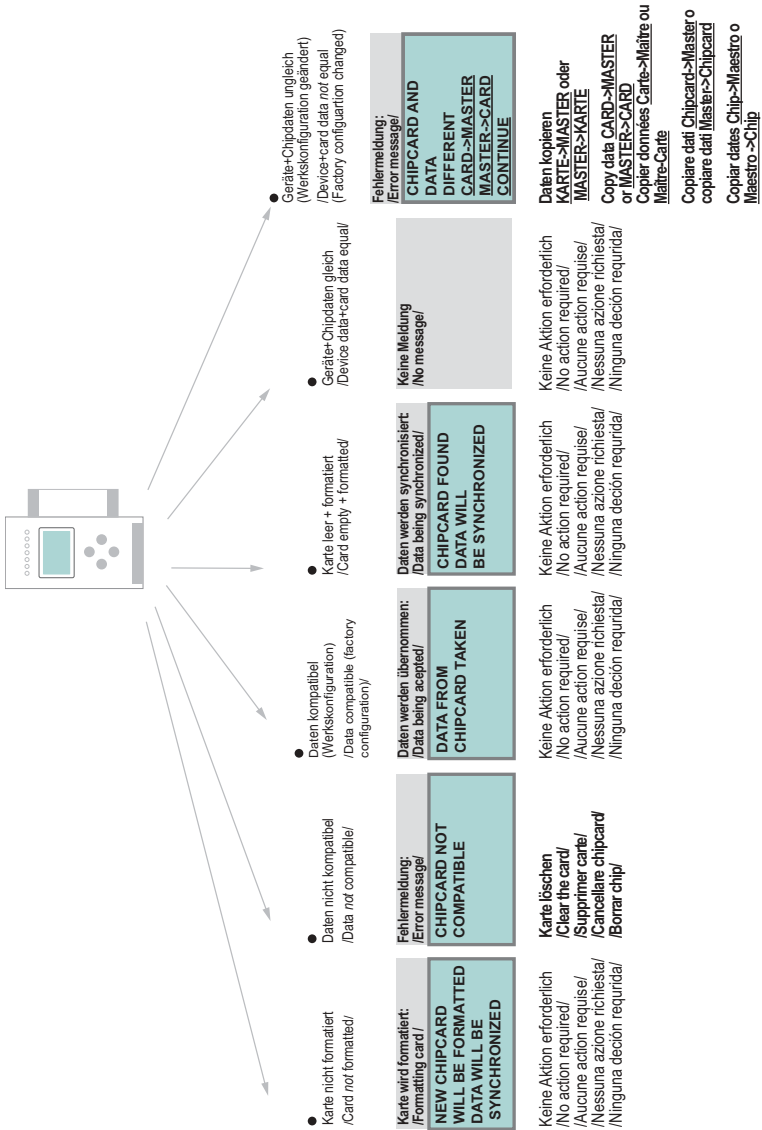 ● Karte nicht formatiert
/Card not formatted/
Karte wird formatiert:
/Formatting card /
NEW CHIPCARD
WILL BE FORMATTED
DATA WILL BE
SYNCHRONIZED
Keine Aktion erforderlich
/No action required/
/Aucune action requise/
/Nessuna azione richiesta/
/Ninguna deción requrida/
● Daten nicht kompatibel
/Data not compatible/
Fehlermeldung:
/Error message/
CHIPCARD NOT
COMPATIBLE
Karte löschen
/Clear the card/
/Supprimer carte/
/Cancellare chipcard/
/Borrar chip/
● Daten kompatibel
(Werkskonfiguration)
/Data compatible (factory
configuration)/
Daten werden übernommen:
/Data being acepted/
DATA FROM
CHIPCARD TAKEN
Keine Aktion erforderlich
/No action required/
/Aucune action requise/
/Nessuna azione richiesta/
/Ninguna deción requrida/
● Karte leer + formatiert
/Card empty + formatted/
Daten werden synchronisiert:
/Data being synchronized/
CHIPCARD FOUND
DATA WILL
BE SYNCHRONIZED
Keine Aktion erforderlich
/No action required/
/Aucune action requise/
/Nessuna azione richiesta/
/Ninguna deción requrida/
● Geräte+Chipdaten gleich
/Device data+card data equal/
Keine Meldung
/No message/
Keine Aktion erforderlich
/No action required/
/Aucune action requise/
/Nessuna azione richiesta/
/Ninguna deción requrida/
● Geräte+Chipdaten ungleich
(Werkskonfiguration geändert)
/Device+card data not equal
(Factory configuartion changed)
Fehlermeldung:
/Error message/
CHIPCARD AND
DATA
DIFFERENT
CARD->MASTER
MASTER->CARD
CONTINUE
Daten kopieren
KARTE->MASTER oder
MASTER->KARTE
Copy data CARD->MASTER
or MASTER->CARD
Copier données Carte->Maître ou
Maître-Carte
Copiare dati Chipcard->Master o
copiare dati Master->Chipcard
Copiar dates Chip->Maestro o
Maestro ->Chip